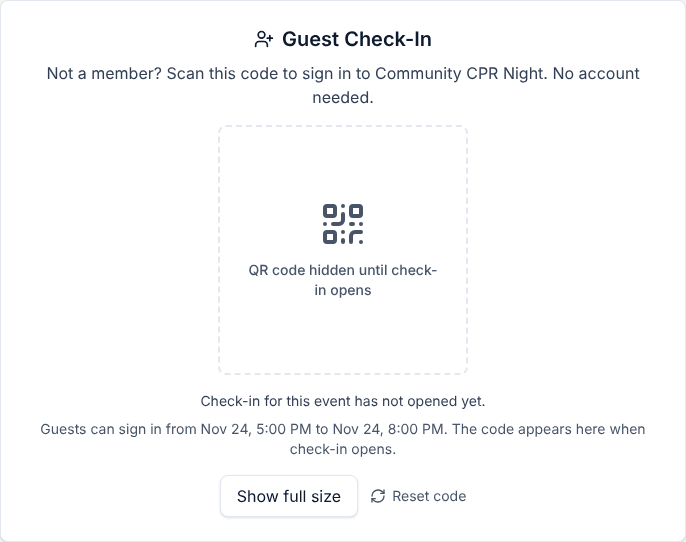 Guest Check-In
Not a member? Scan this code to sign in to Community CPR Night. No account
needed.
QR code hidden until check-
in opens
Check-in for this event has not opened yet.
Guests can sign in from Nov 24, 5:00 PM to Nov 24, 8:00 PM. The code appears here when
check-in opens.
Show full size
Reset code